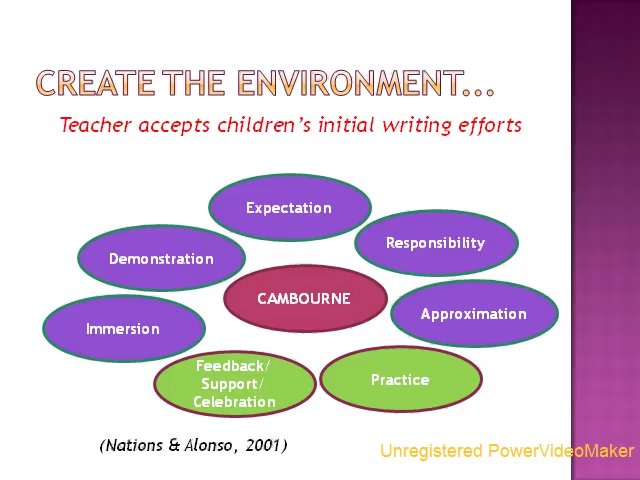 CREATE THE ENVIRONMENT...
Teacher accepts children's initial writing efforts
Expectation
Responsibility
Demonstration
CAMBOURNE
Approximation
Immersion
Feedback/
Support/
Celebration
Practice
(Nations & Alonso, 2001)
Unregistered PowerVideoMaker